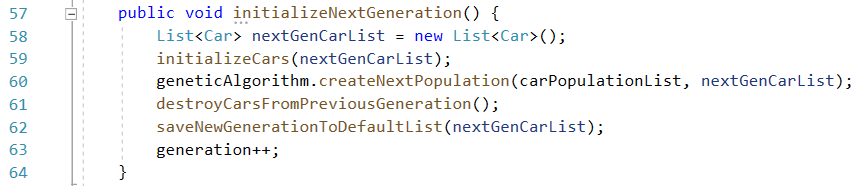 57 public void initializeNextGeneration() {
58 List<Car> nextGenCarList = new List<Car>();
59 initializeCars(nextGenCarList);
60 geneticAlgorithm.createNextPopulation(carPopulationList, nextGenCarList);
61 destroyCarsFromPreviousGeneration();
62 saveNewGenerationToDefaultList(nextGenCarList);
63 generation++;
64 }